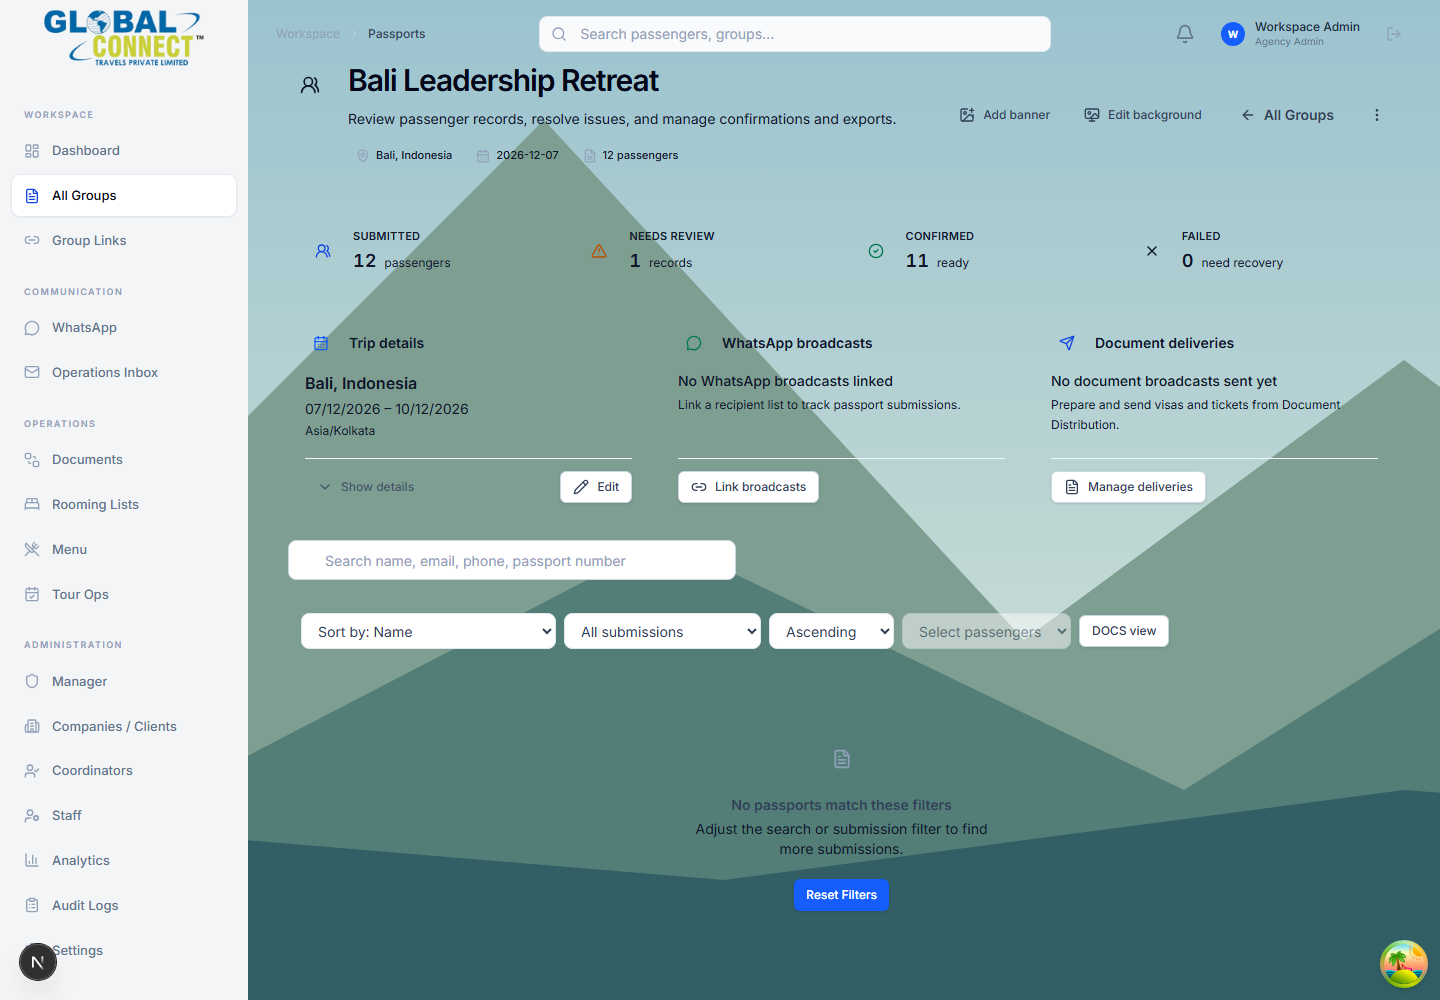 GLOBAL
CONNECT™
TRAVELS PRIVATE LIMITED
WORKSPACE
Dashboard
All Groups
Group Links
COMMUNICATION
WhatsApp
Operations Inbox
OPERATIONS
Documents
Rooming Lists
Menu
Tour Ops
ADMINISTRATION
Manager
Companies / Clients
Coordinators
Staff
Analytics
Audit Logs
Settings
N
Workspace Passports
Search passengers, groups...
W
Workspace Admin
Agency Admin
Bali Leadership Retreat
Review passenger records, resolve issues, and manage confirmations and exports.
Add banner
Edit background
All Groups
Bali, Indonesia 2026-12-07 12 passengers
SUBMITTED
12 passengers
NEEDS REVIEW
1 records
CONFIRMED
11 ready
FAILED
0 need recovery
Trip details
Bali, Indonesia
07/12/2026 – 10/12/2026
Asia/Kolkata
Show details
Edit
WhatsApp broadcasts
No WhatsApp broadcasts linked
Link a recipient list to track passport submissions.
Link broadcasts
Document deliveries
No document broadcasts sent yet
Prepare and send visas and tickets from Document
Distribution.
Manage deliveries
Search name, email, phone, passport number
Sort by: Name
All submissions
Ascending
Select passengers
DOCS view
No passports match these filters
Adjust the search or submission filter to find
more submissions.
Reset Filters